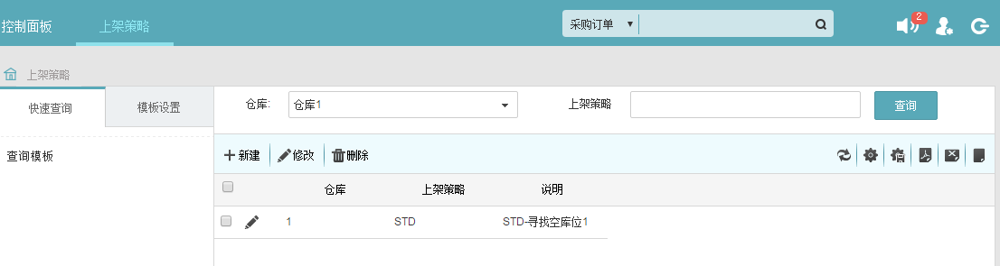 控制面板 上架策略 采购订单 2
上架策略
快速查询 模板设置 仓库: 仓库1 上架策略 查询
查询模板 新建 修改 删除
仓库 上架策略 说明
1 STD STD-寻找空库位1